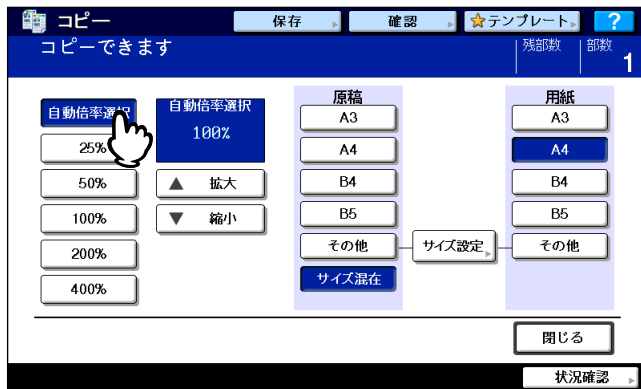 コピー
保存
確認
テンプレート
?
コピーできます
残部数
部数
1
自動倍率選択
25%
50%
100%
200%
400%
自動倍率選択
100%
▲ 拡大
▼ 縮小
原稿
A3
A4
B4
B5
その他
サイズ混在
サイズ設定
用紙
A3
A4
B4
B5
その他
閉じる
状況確認